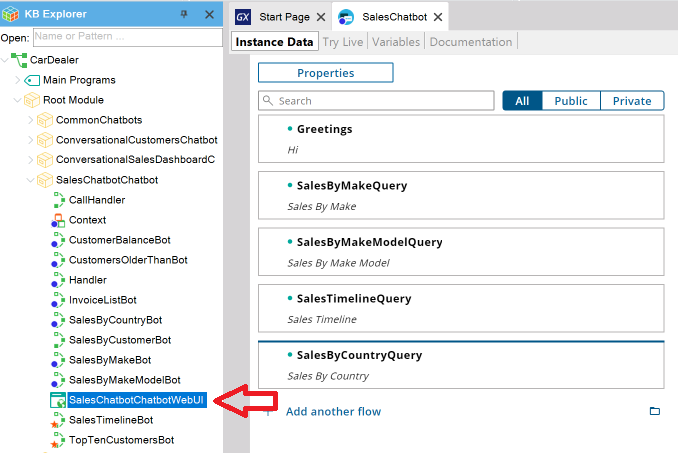 KB Explorer
Open: Name or Pattern ...
CarDealer
Main Programs
Root Module
CommonChatbots
ConversationalCustomersChatbot
ConversationalSalesDashboardC
SalesChatbotChatbot
CallHandler
Context
CustomerBalanceBot
CustomersOlderThanBot
Handler
InvoiceListBot
SalesByCountryBot
SalesByCustomerBot
SalesByMakeBot
SalesByMakeModelBot
SalesChatbotChatbotWebUI
SalesTimelineBot
TopTenCustomersBot
GX Start Page
SalesChatbot
Instance Data Try Live Variables Documentation
Properties
Search
All Public Private
Greetings
Hi
SalesByMakeQuery
Sales By Make
SalesByMakeModelQuery
Sales By Make Model
SalesTimelineQuery
Sales Timeline
SalesByCountryQuery
Sales By Country
Add another flow